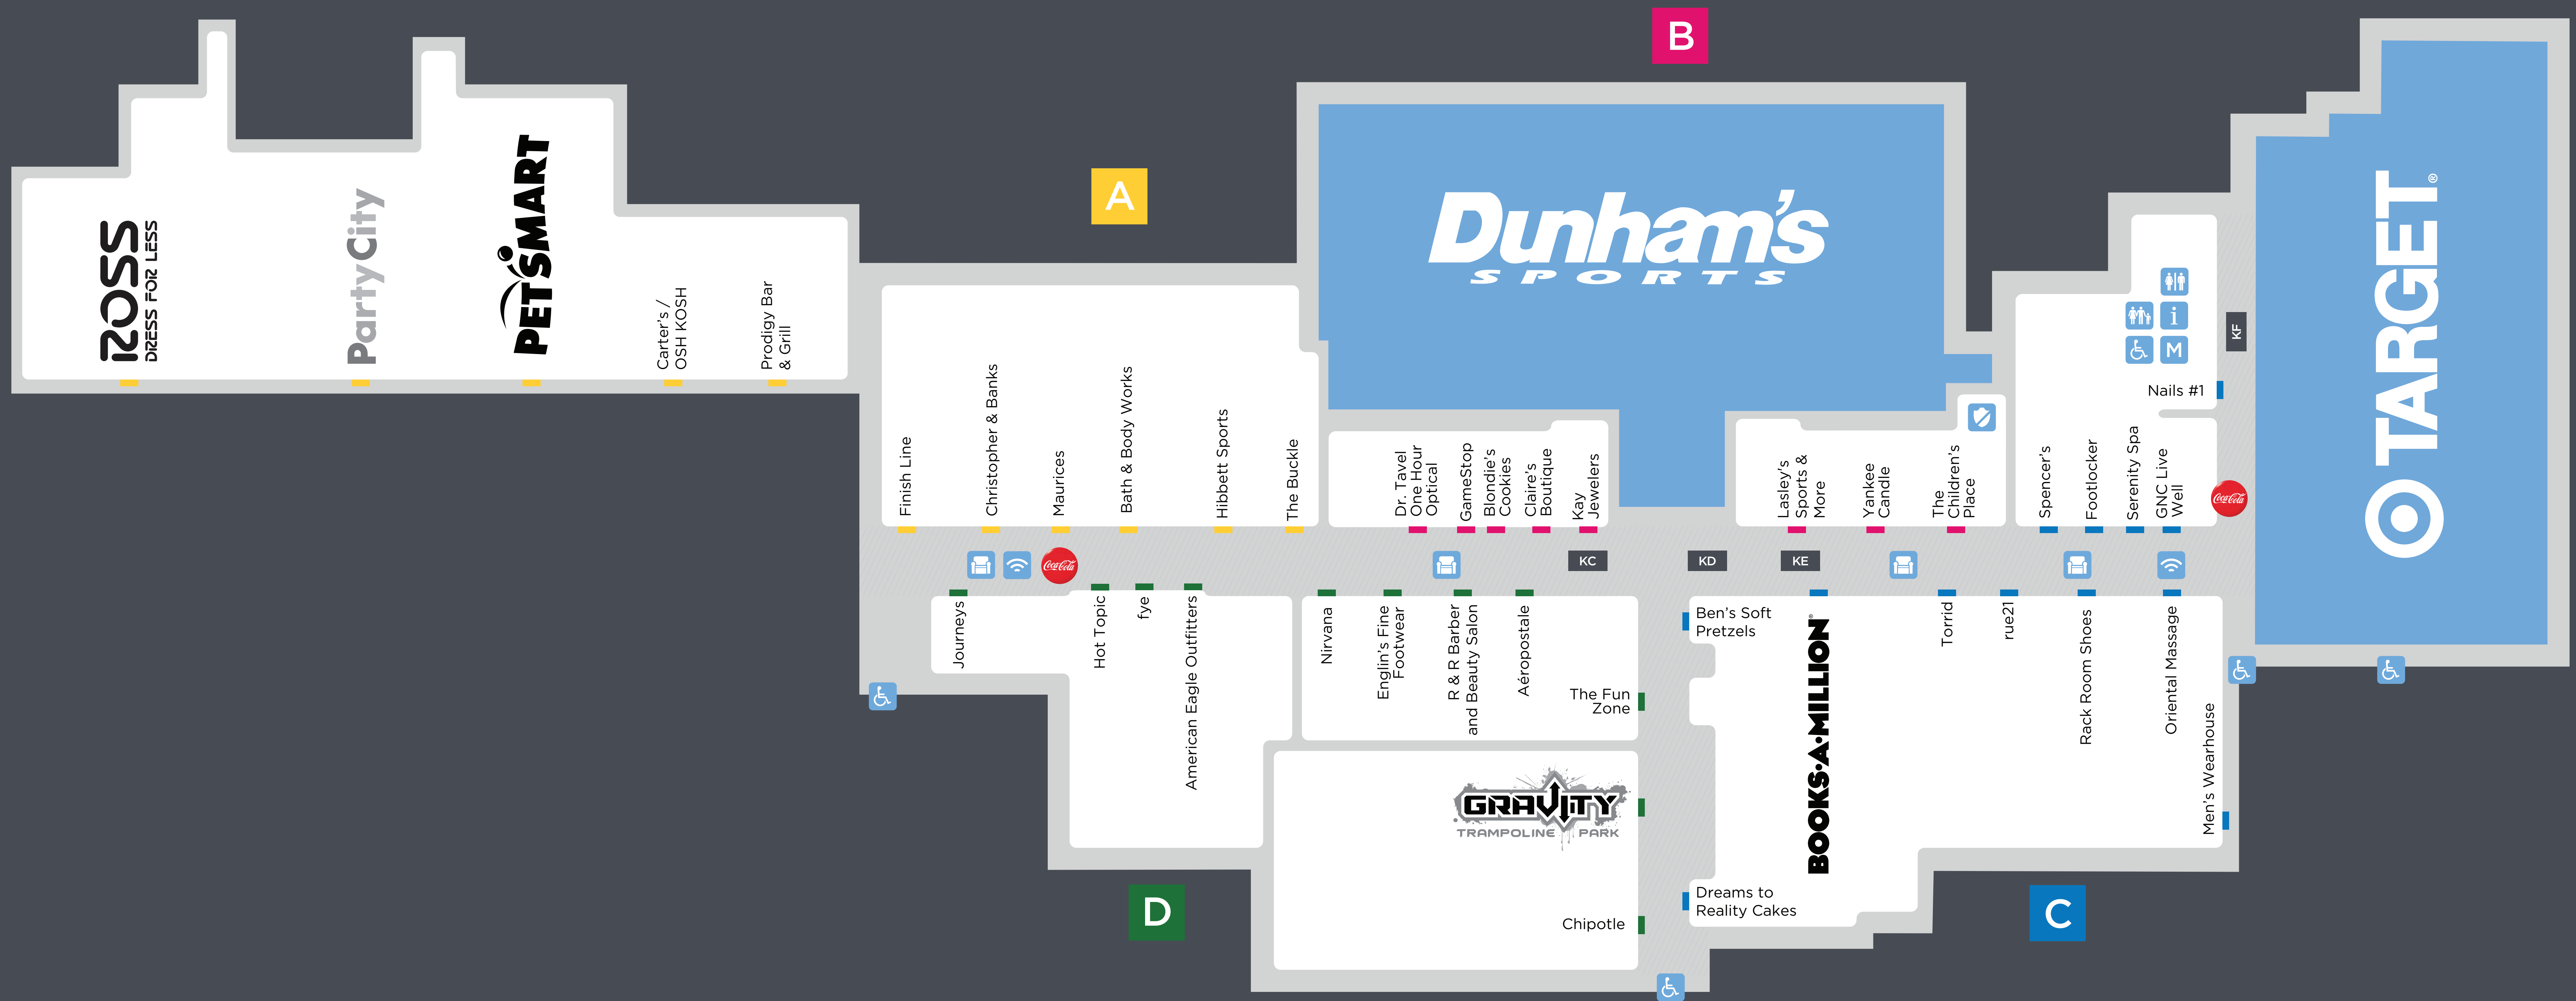 B
A
ROSS
DRESS FOR LESS
PartyCity
PETSMART
Carter's /
OSH KOSH
Prodigy Bar
& Grill
Dunham's
SPORTS
TARGET®
i
M
KF
Nails #1
Finish Line
Christopher & Banks
Maurices
Bath & Body Works
Hibbett Sports
The Buckle
Dr. Tavel
One Hour
Optical
GameStop
Blondie's
Cookies
Claire's
Boutique
Kay
Jewelers
Lasley's
Sports &
More
Yankee
Candle
The
Children's
Place
Spencer's
Footlocker
Serenity Spa
GNC Live
Well
Coca-Cola
Coca-Cola
KC
KD
KE
Journeys
Hot Topic
fye
American Eagle Outfitters
Nirvana
Englin's Fine
Footwear
R & R Barber
and Beauty Salon
Aéropostale
The Fun
Zone
Ben's Soft
Pretzels
BOOKS•A•MILLION
Torrid
rue21
Rack Room Shoes
Oriental Massage
Men's Wearhouse
GRAVITY
TRAMPOLINE PARK
Chipotle
Dreams to
Reality Cakes
D
C